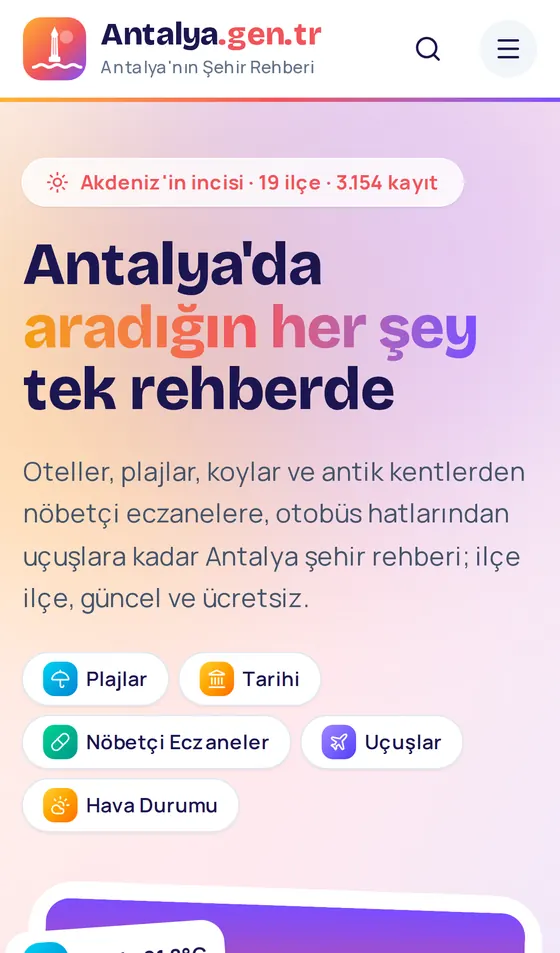 Antalya.gen.tr
Antalya'nın Şehir Rehberi
Akdeniz'in incisi · 19 ilçe · 3.154 kayıt
Antalya'da
aradığın her şey
tek rehberde
Oteller, plajlar, koylar ve antik kentlerden
nöbetçi eczanelere, otobüs hatlarından
uçuşlara kadar Antalya şehir rehberi; ilçe
ilçe, güncel ve ücretsiz.
Plajlar
Tarihi
Nöbetçi Eczaneler
Uçuşlar
Hava Durumu